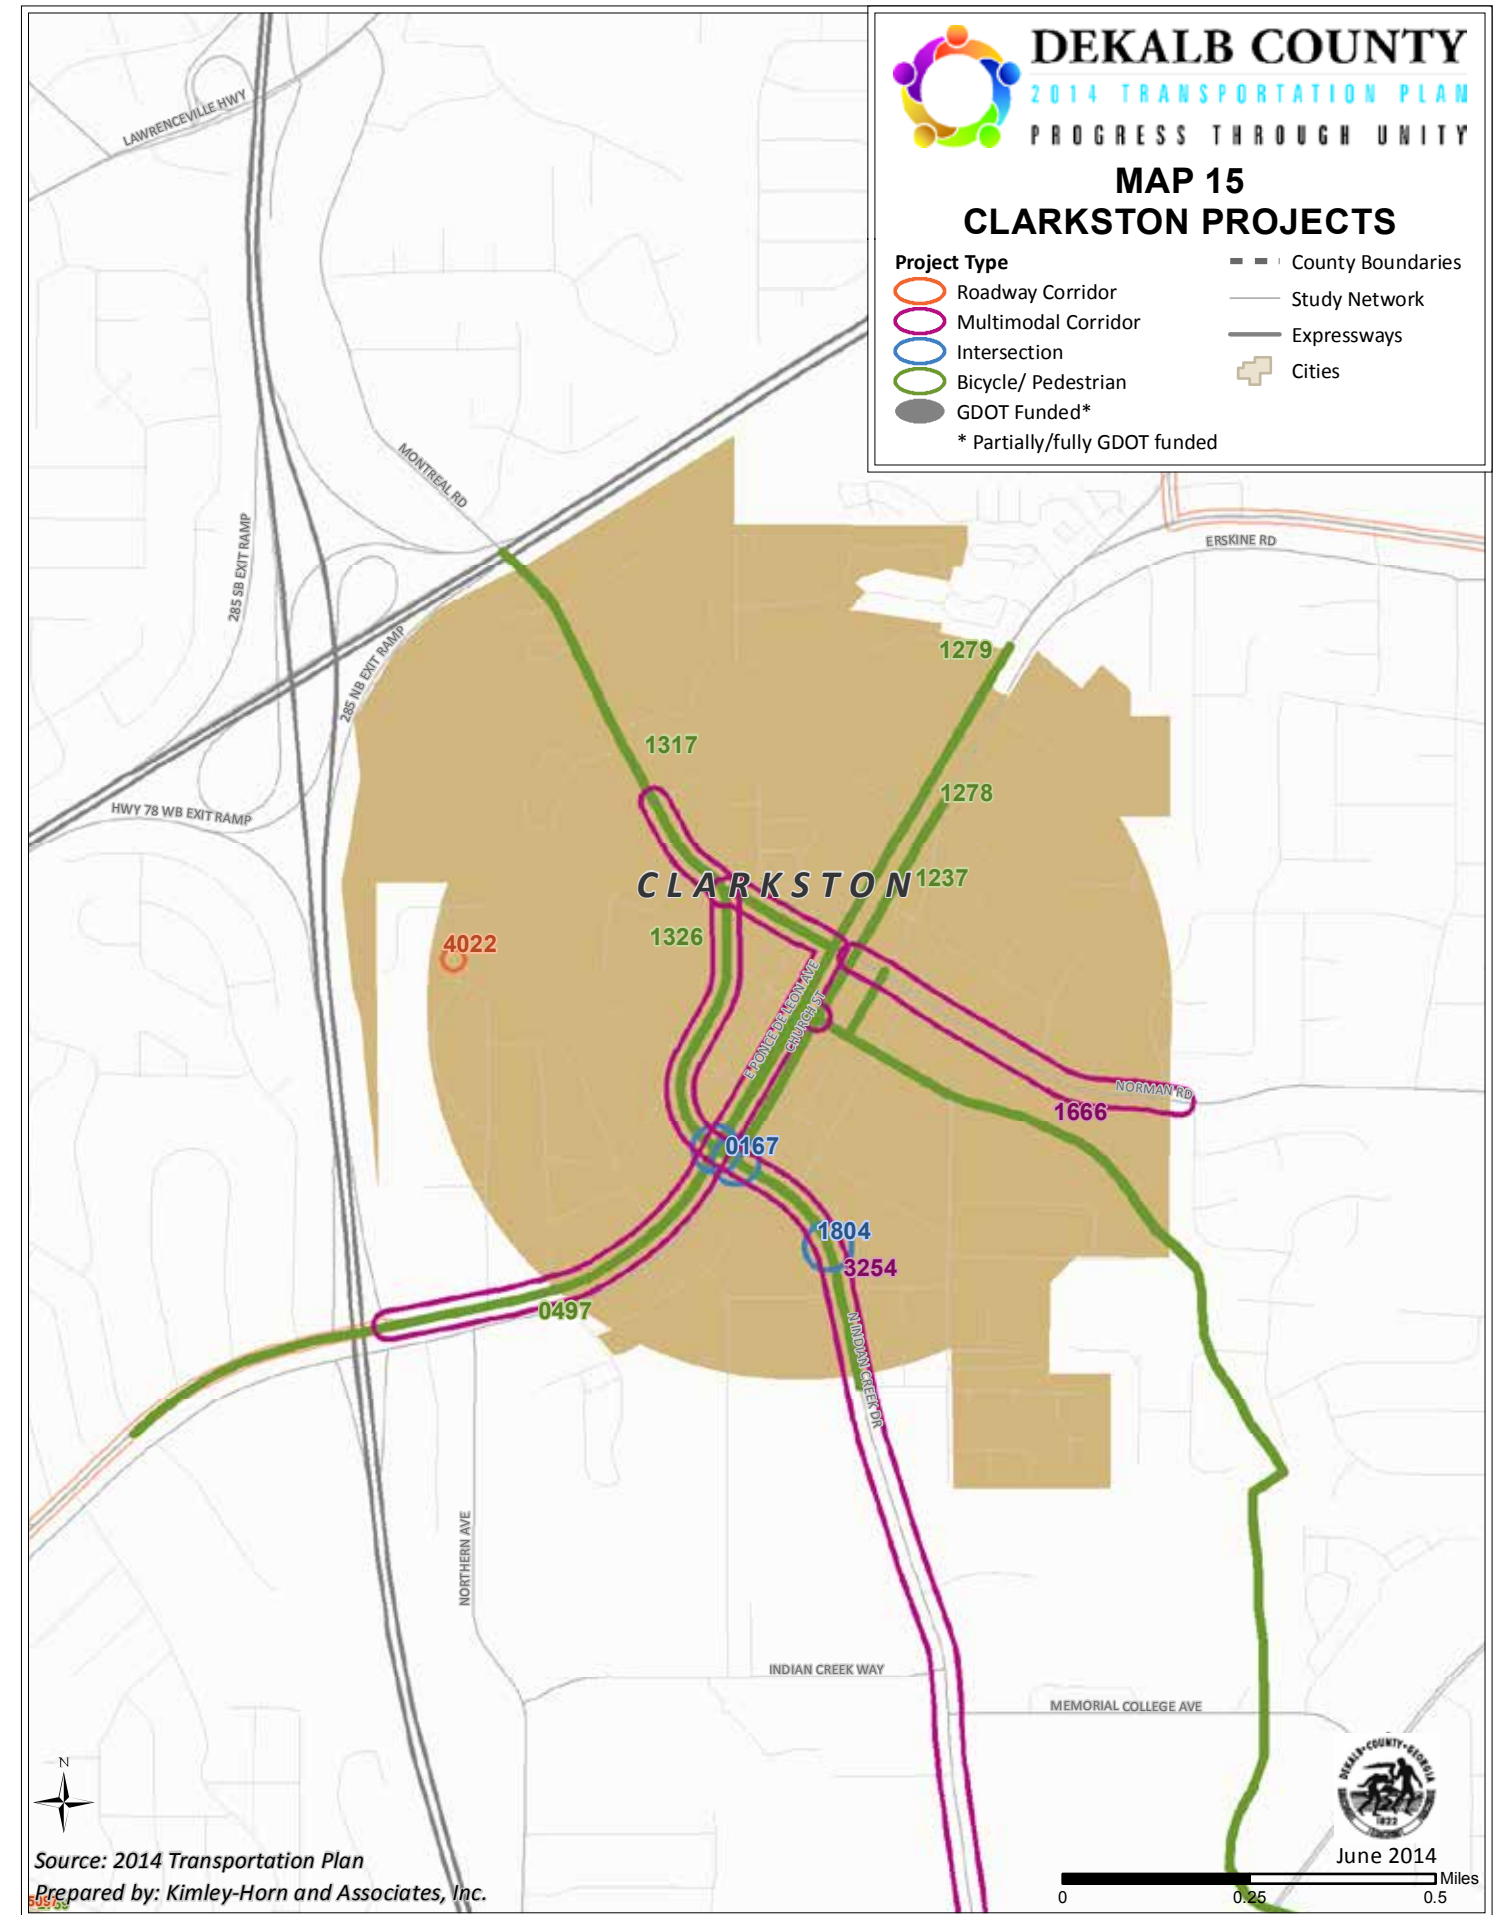 DEKALB COUNTY
2014 TRANSPORTATION PLAN
PROGRESS THROUGH UNITY
MAP 15
CLARKSTON PROJECTS
Project Type
Roadway Corridor
Multimodal Corridor
Intersection
Bicycle/ Pedestrian
GDOT Funded*
* Partially/fully GDOT funded
County Boundaries
Study Network
Expressways
Cities
LAWRENCEVILLE HWY
MONTREAL RD
285 SB EXIT RAMP
ERSKINE RD
285 NB EXIT RAMP
1279
1317
1278
HWY 78 WB EXIT RAMP
CLARKSTON
1237
1326
4022
E PONCE DE LEON AVE
CHURCH ST
NORMAN RD
1666
0167
1804
3254
0497
N INDIAN CREEK DR
NORTHERN AVE
INDIAN CREEK WAY
MEMORIAL COLLEGE AVE
N
DEKALB COUNTY GEORGIA
1822
June 2014
Miles
0
0.25
0.5
Source: 2014 Transportation Plan
Prepared by: Kimley-Horn and Associates, Inc.